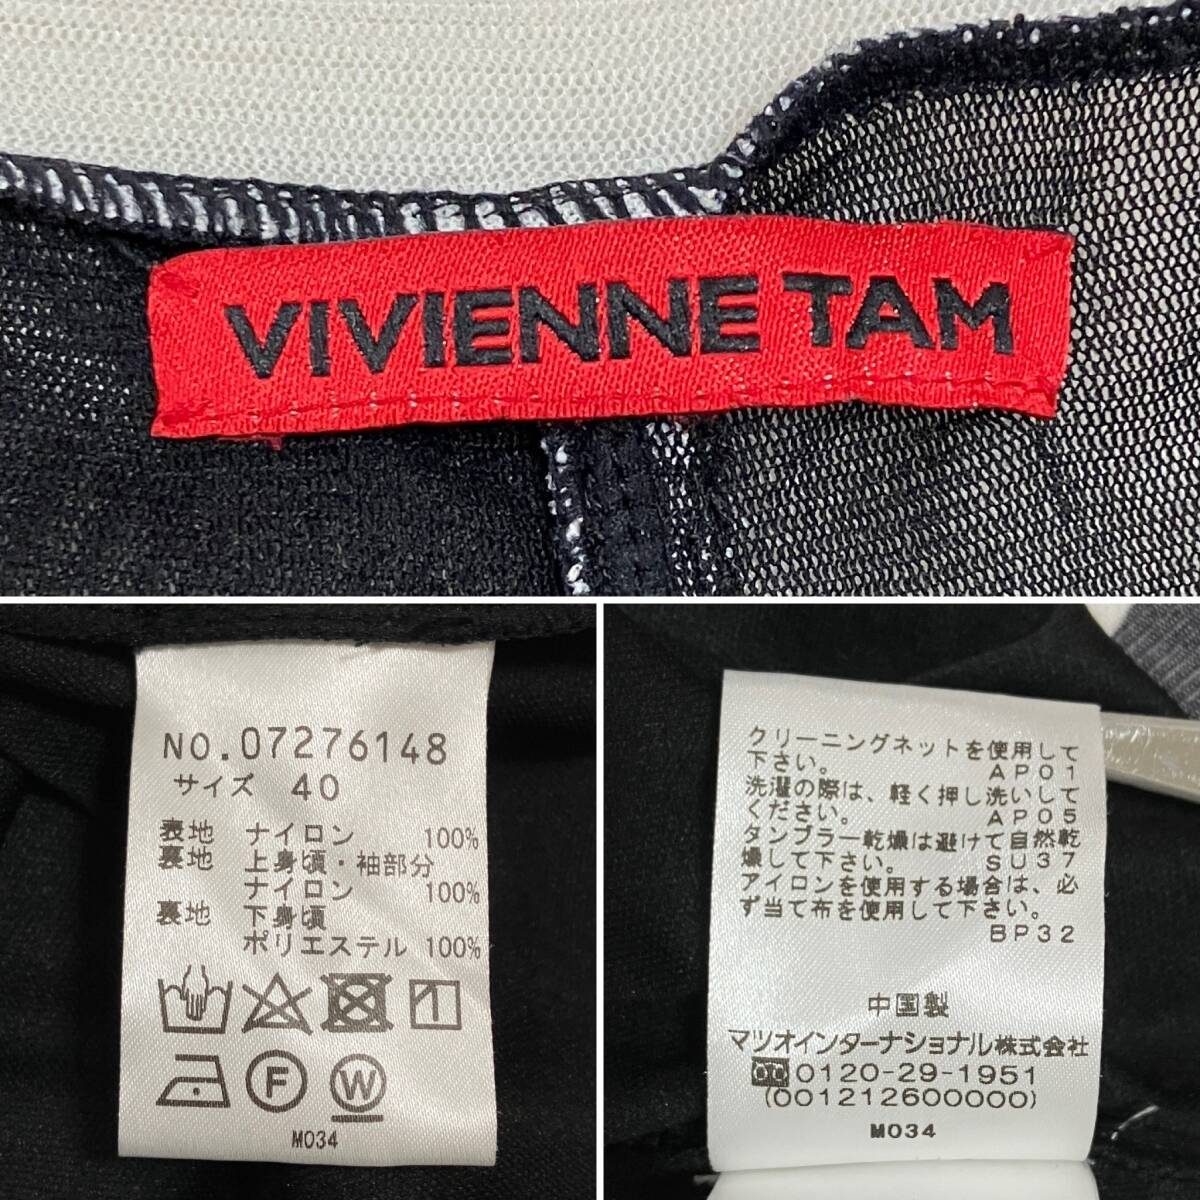 VIVIENNE TAM
NO.07276148
サイズ 40
表地 ナイロン 100%
裏地 上身頃・袖部分
ナイロン 100%
裏地 下身頃
ポリエステル 100%
F W
M034
クリーニングネットを使用して
下さい。 AP01
洗濯の際は、軽く押し洗いして
ください。 AP05
タンブラー乾燥は避けて自然乾
燥して下さい。 SU37
アイロンを使用する場合は、必
ず当て布を使用して下さい。
BP32
中国製
マツオインターナショナル株式会社
0120-29-1951
(001212600000)
M034